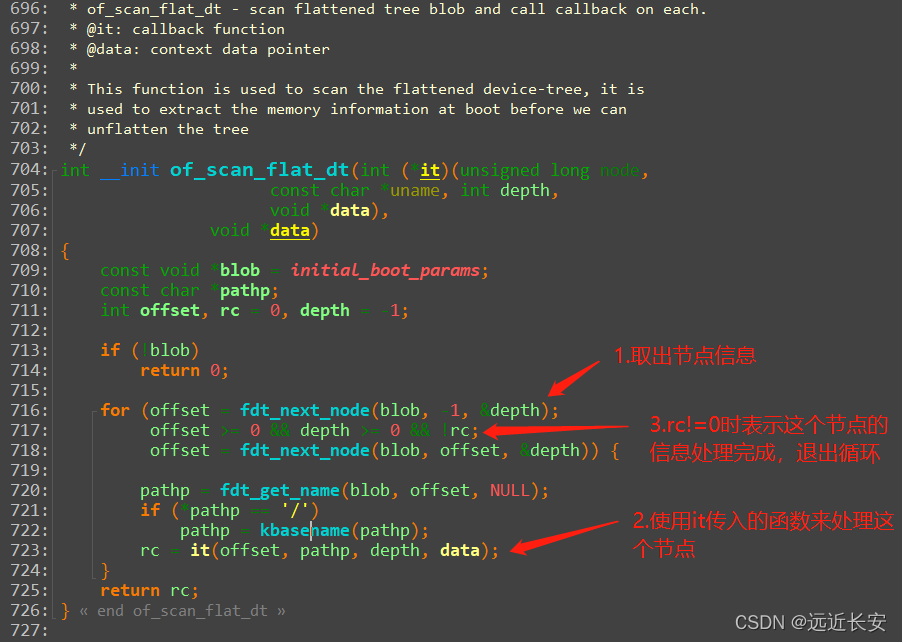 696:  * of_scan_flat_dt - scan flattened tree blob and call callback on each.
697:  * @it: callback function
698:  * @data: context data pointer
699:  *
700:  * This function is used to scan the flattened device-tree, it is
701:  * used to extract the memory information at boot before we can
702:  * unflatten the tree
703:  */
704: int __init of_scan_flat_dt(int (*it)(unsigned long node,
705:                      const char *uname, int depth,
706:                      void *data),
707:                void *data)
708: {
709:     const void *blob = initial_boot_params;
710:     const char *pathp;
711:     int offset, rc = 0, depth = -1;
712:
713:     if (!blob)
714:         return 0;
715:
1.取出节点信息
716:     for (offset = fdt_next_node(blob, -1, &depth);
717:          offset >= 0 && depth >= 0 && !rc;
3.rc!=0时表示这个节点的
718:          offset = fdt_next_node(blob, offset, &depth)) {
信息处理完成，退出循环
719:
720:         pathp = fdt_get_name(blob, offset, NULL);
721:         if (*pathp == '/')
722:             pathp = kbasename(pathp);
2.使用it传入的函数来处理这
个节点
723:         rc = it(offset, pathp, depth, data);
724:     }
725:     return rc;
726: } « end of_scan_flat_dt »
727:
CSDN @远近长安